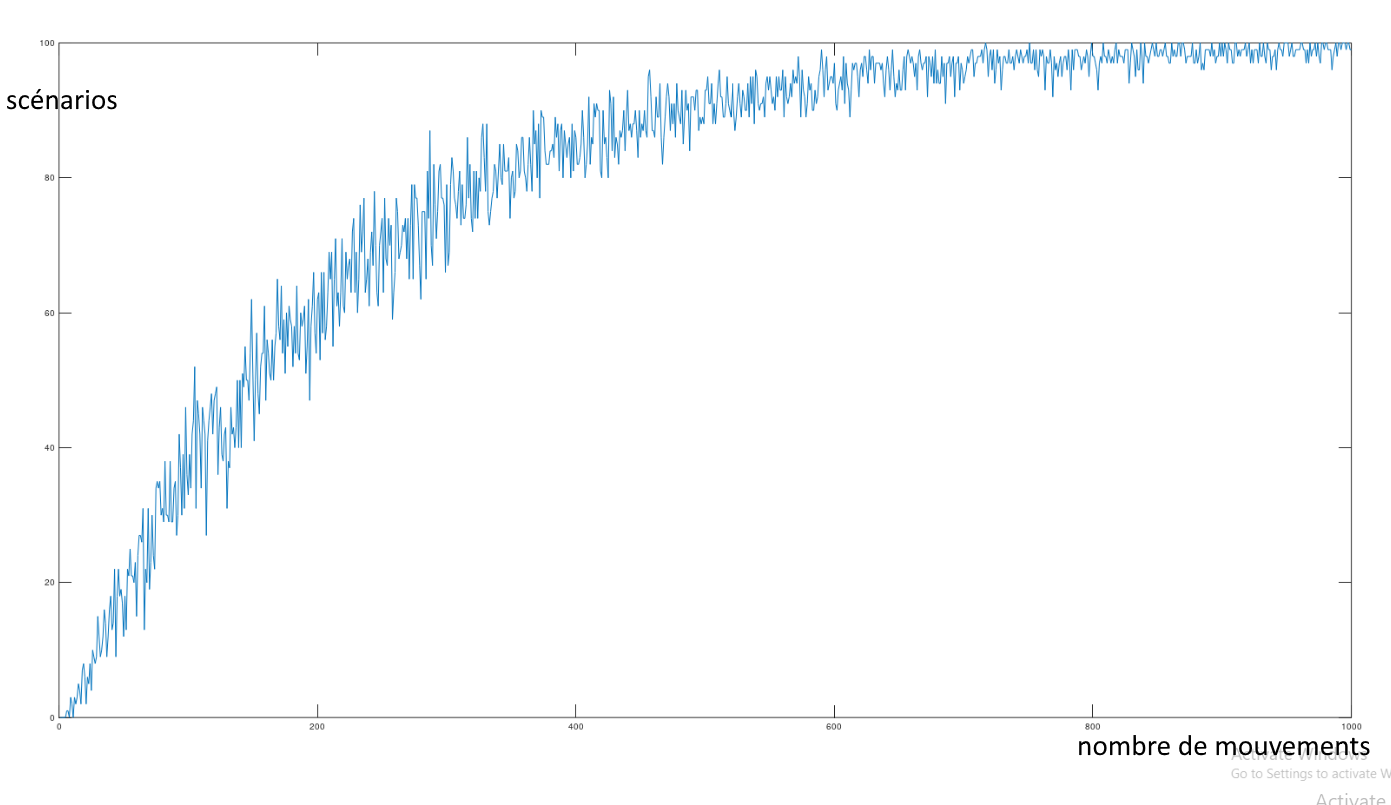 100
scénarios
80
60
40
20
0
0 200 400 600 800 1000
nombre de mouvements
Activate Windows
Go to Settings to activate W
Activate